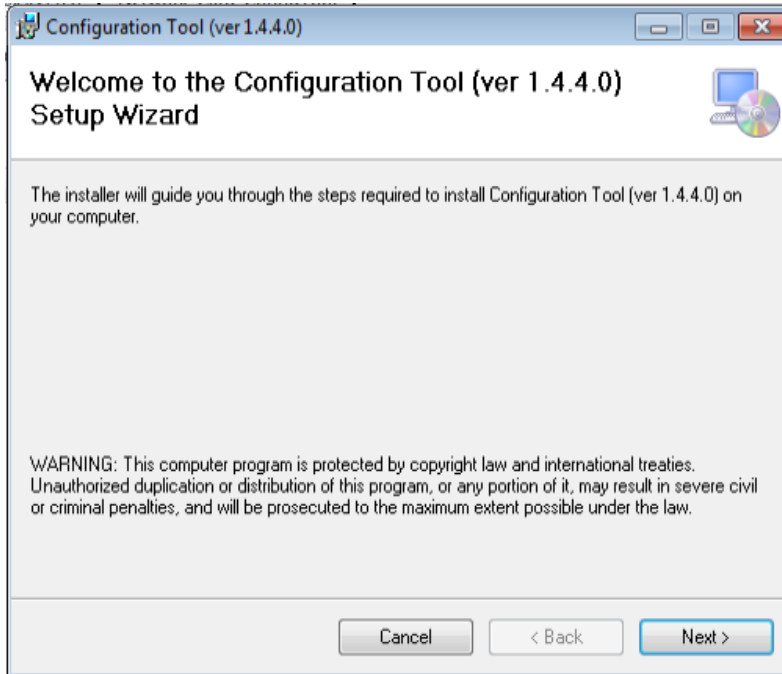 Configuration Tool (ver 1.4.4.0)
Welcome to the Configuration Tool (ver 1.4.4.0)
Setup Wizard
The installer will guide you through the steps required to install Configuration Tool (ver 1.4.4.0) on
your computer.
WARNING: This computer program is protected by copyright law and international treaties.
Unauthorized duplication or distribution of this program, or any portion of it, may result in severe civil
or criminal penalties, and will be prosecuted to the maximum extent possible under the law.
Cancel
< Back
Next >